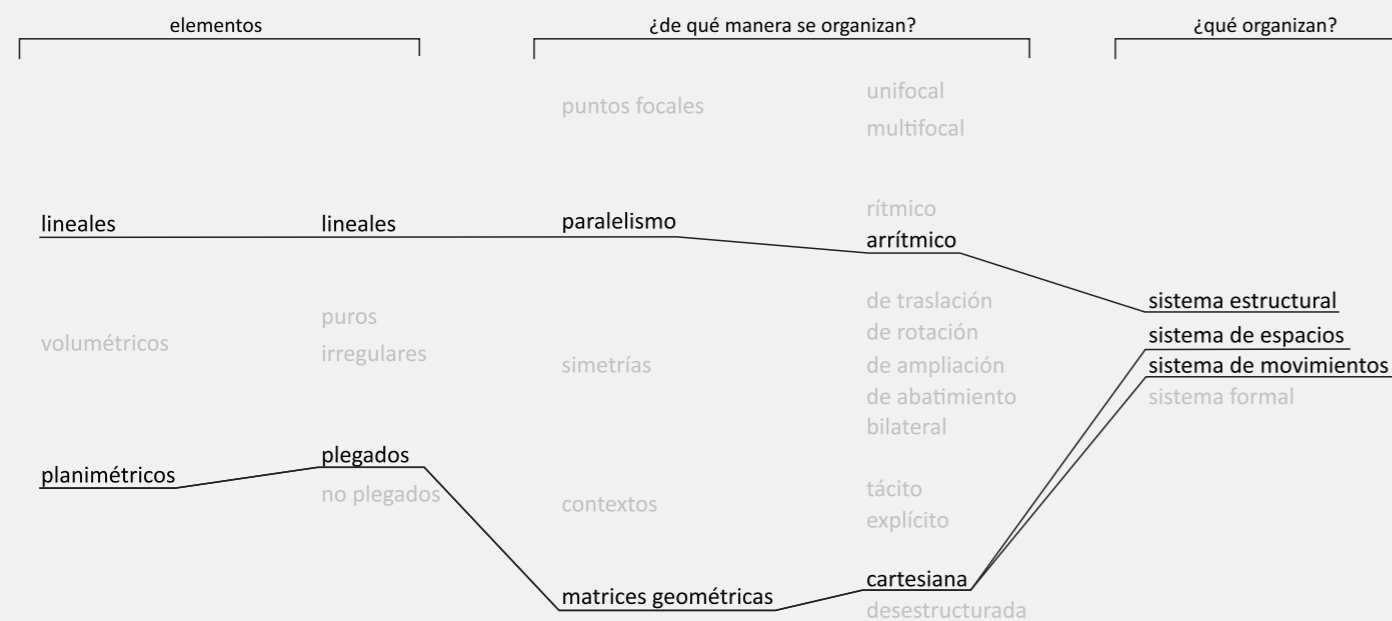 elementos
¿de qué manera se organizan?
¿qué organizan?
puntos focales
unifocal
multifocal
lineales
lineales
paralelismo
rítmico
arrítmico
volumétricos
puros
irregulares
simetrías
de traslación
de rotación
de ampliación
de abatimiento
bilateral
sistema estructural
sistema de espacios
sistema de movimientos
sistema formal
planimétricos
plegados
no plegados
contextos
tácito
explícito
matrices geométricas
cartesiana
desestructurada